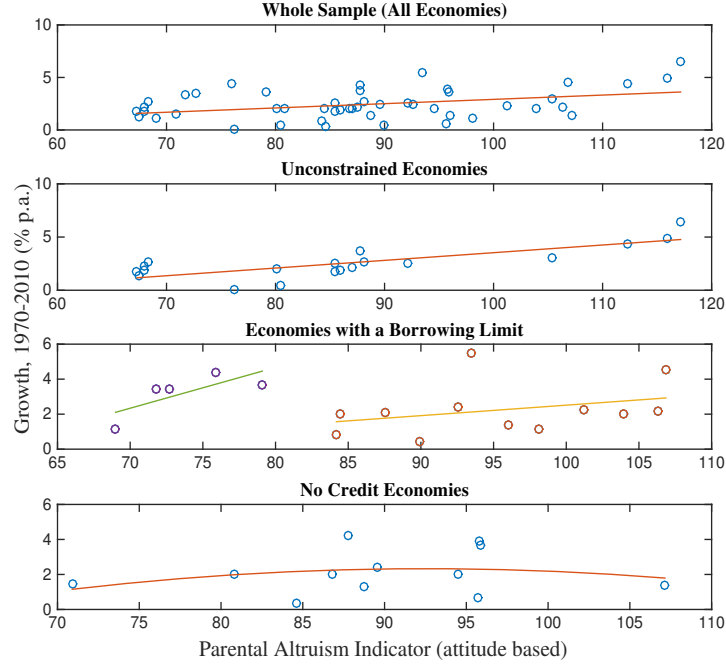 Whole Sample (All Economies)
10
5
0
60 70 80 90 100 110 120
Unconstrained Economies
10
5
0
60 70 80 90 100 110 120
Economies with a Borrowing Limit
6
4
2
0
65 70 75 80 85 90 95 100 105 110
No Credit Economies
6
4
2
0
70 75 80 85 90 95 100 105 110
Growth, 1970-2010 (% p.a.)
Parental Altruism Indicator (attitude based)